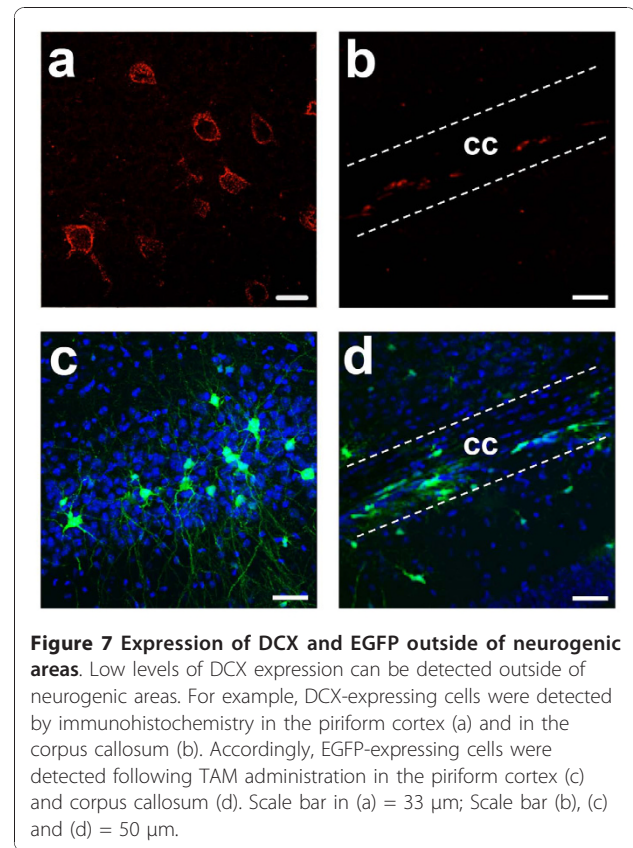 a
b
cc
c
d
cc
Figure 7 Expression of DCX and EGFP outside of neurogenic
areas. Low levels of DCX expression can be detected outside of
neurogenic areas. For example, DCX-expressing cells were detected
by immunohistochemistry in the piriform cortex (a) and in the
corpus callosum (b). Accordingly, EGFP-expressing cells were
detected following TAM administration in the piriform cortex (c)
and corpus callosum (d). Scale bar in (a) = 33 μm; Scale bar (b), (c)
and (d) = 50 μm.